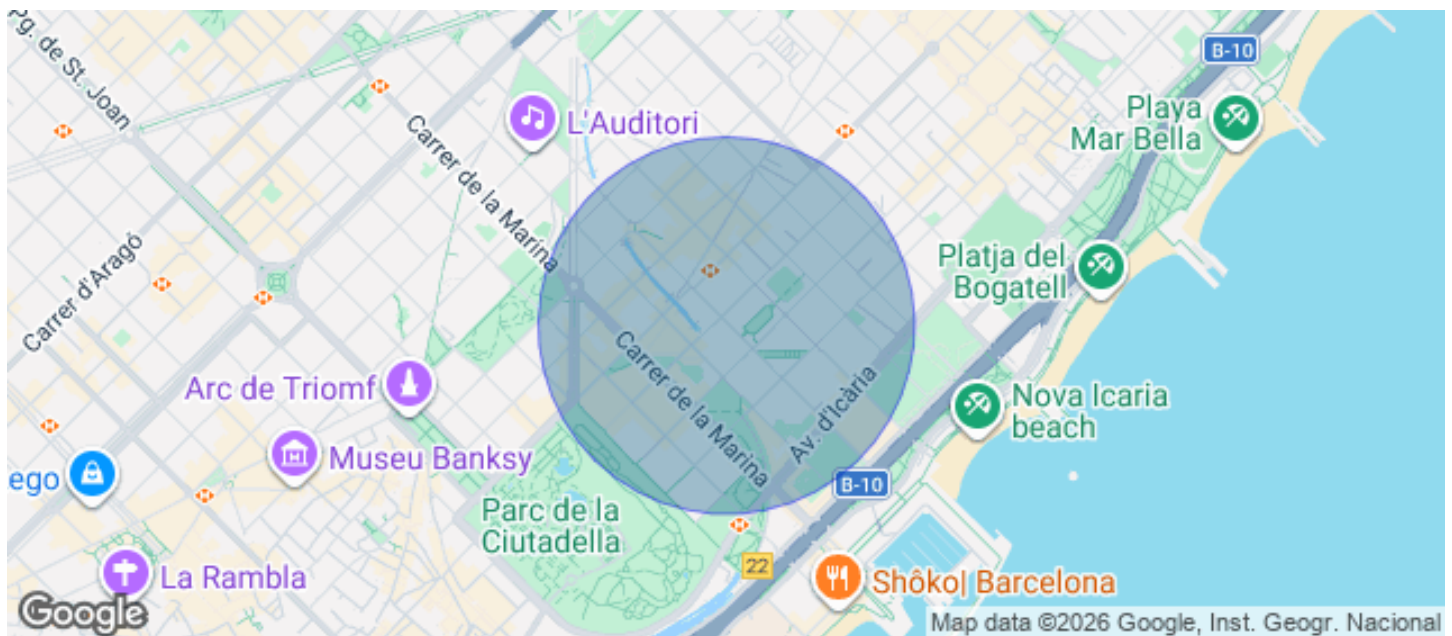 Pg. de St. Joan
B-10
Playa
Mar Bella
L'Auditori
Carrer de la Marina
Carrer d'Aragó
Platja del
Bogatell
Arc de Triomf
Carrer de la Marina
Av. d'Icària
Nova Icaria
beach
Museu Banksy
ego
B-10
Parc de la
Ciutadella
22
La Rambla
Shôko| Barcelona
Google
Map data ©2026 Google, Inst. Geogr. Nacional